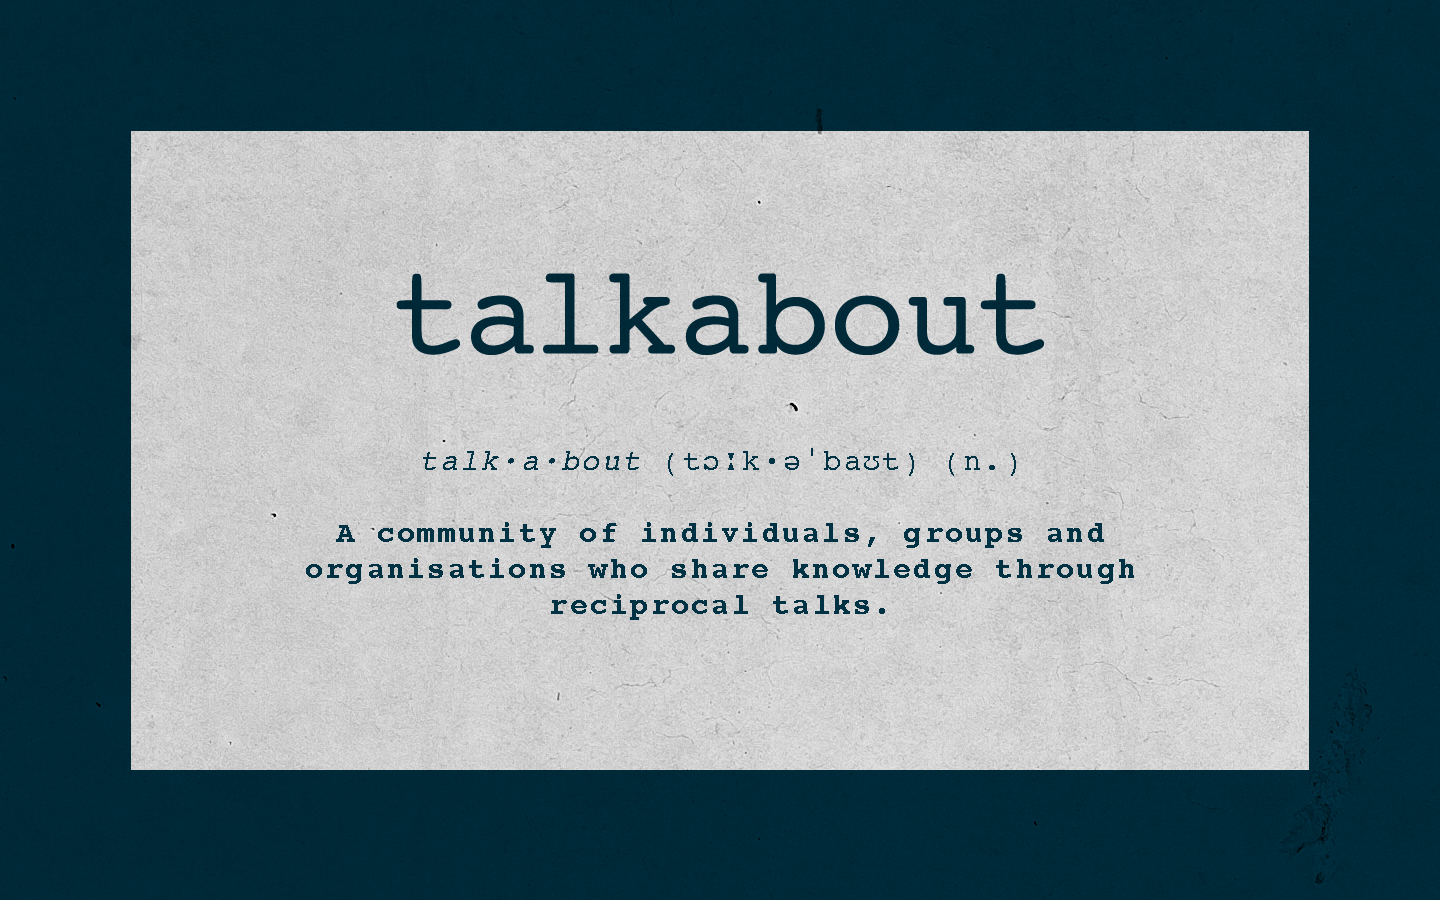 talkabout
talk·a·bout (tɔːk·əˈbaʊt) (n.)
A community of individuals, groups and
organisations who share knowledge through
reciprocal talks.